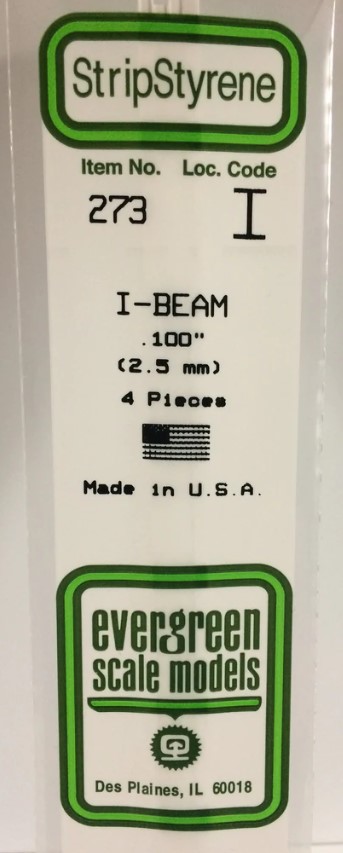 StripStyrene
Item No. Loc. Code
273 I
I-BEAM
.100"
(2.5 mm)
4 Pieces
Made in U.S.A.
evergreen
scale models
Des Plaines, IL 60018